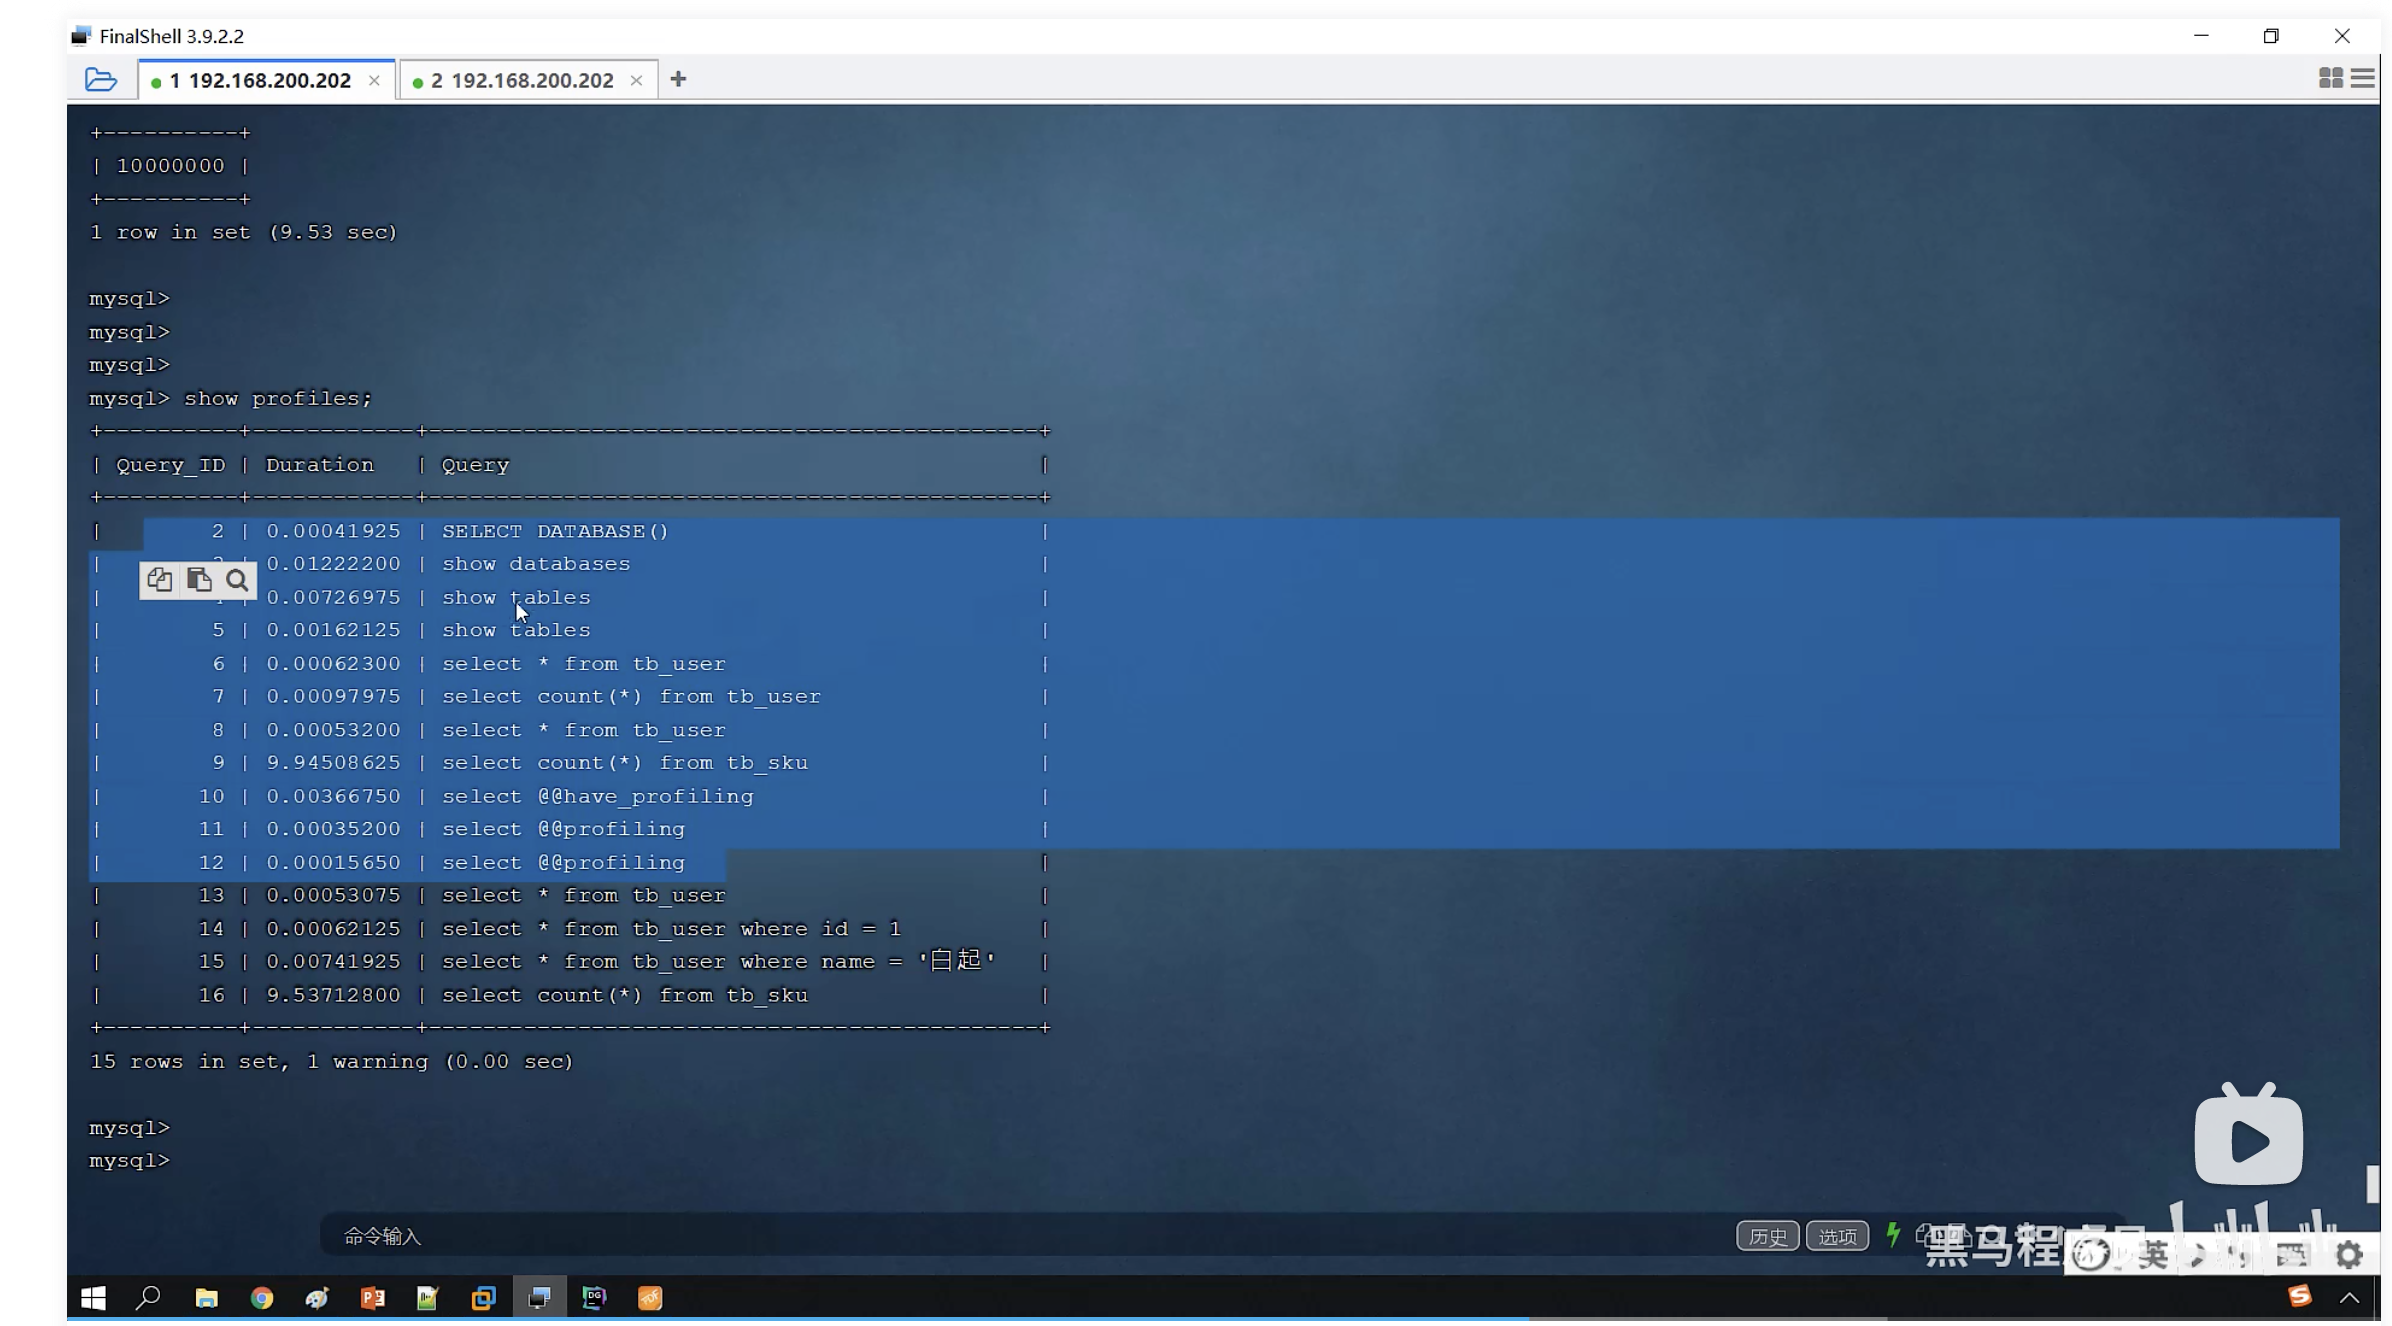 FinalShell 3.9.2.2
1 192.168.200.202 × 2 192.168.200.202 × +
+----------+
| 10000000 |
+----------+
1 row in set (9.53 sec)
mysql>
mysql>
mysql>
mysql> show profiles;
+----------+------------+---------------------------------------------+
| Query_ID | Duration | Query |
+----------+------------+---------------------------------------------+
| 2 | 0.00041925 | SELECT DATABASE() |
| 0.01222200 | show databases |
| | 0.00726975 | show tables |
| 5 | 0.00162125 | show tables |
| 6 | 0.00062300 | select * from tb_user |
| 7 | 0.00097975 | select count(*) from tb_user |
| 8 | 0.00053200 | select * from tb_user |
| 9 | 9.94508625 | select count(*) from tb_sku |
| 10 | 0.00366750 | select @@have_profiling |
| 11 | 0.00035200 | select @@profiling |
| 12 | 0.00015650 | select @@profiling |
| 13 | 0.00053075 | select * from tb_user |
| 14 | 0.00062125 | select * from tb_user where id = 1 |
| 15 | 0.00741925 | select * from tb_user where name = '白起' |
| 16 | 9.53712800 | select count(*) from tb_sku |
+----------+------------+---------------------------------------------+
15 rows in set, 1 warning (0.00 sec)
mysql>
mysql>
命令输入
历史 选项
黑马程 英